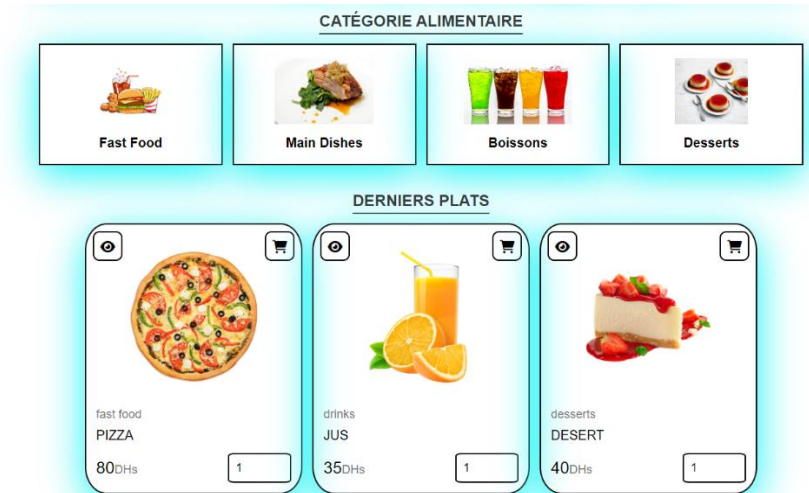 CATÉGORIE ALIMENTAIRE
Fast Food
Main Dishes
Boissons
Desserts
DERNIERS PLATS
fast food
PIZZA
80DHs
1
drinks
JUS
35DHs
1
desserts
DESERT
40DHs
1